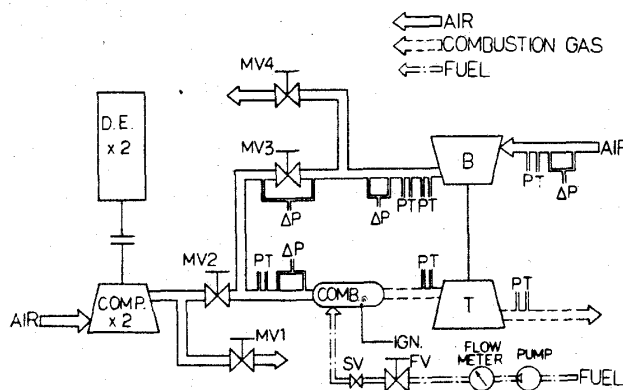 AIR
COMBUSTION GAS
FUEL
MV4
D.E.
x 2
MV3
B
AIR
PT
ΔP
ΔP
ΔP
PT PT
MV2
PT
ΔP
PT
PT
COMP.
x 2
COMB.
T
AIR
MV1
IGN.
SV
FV
FLOW
METER
PUMP
FUEL